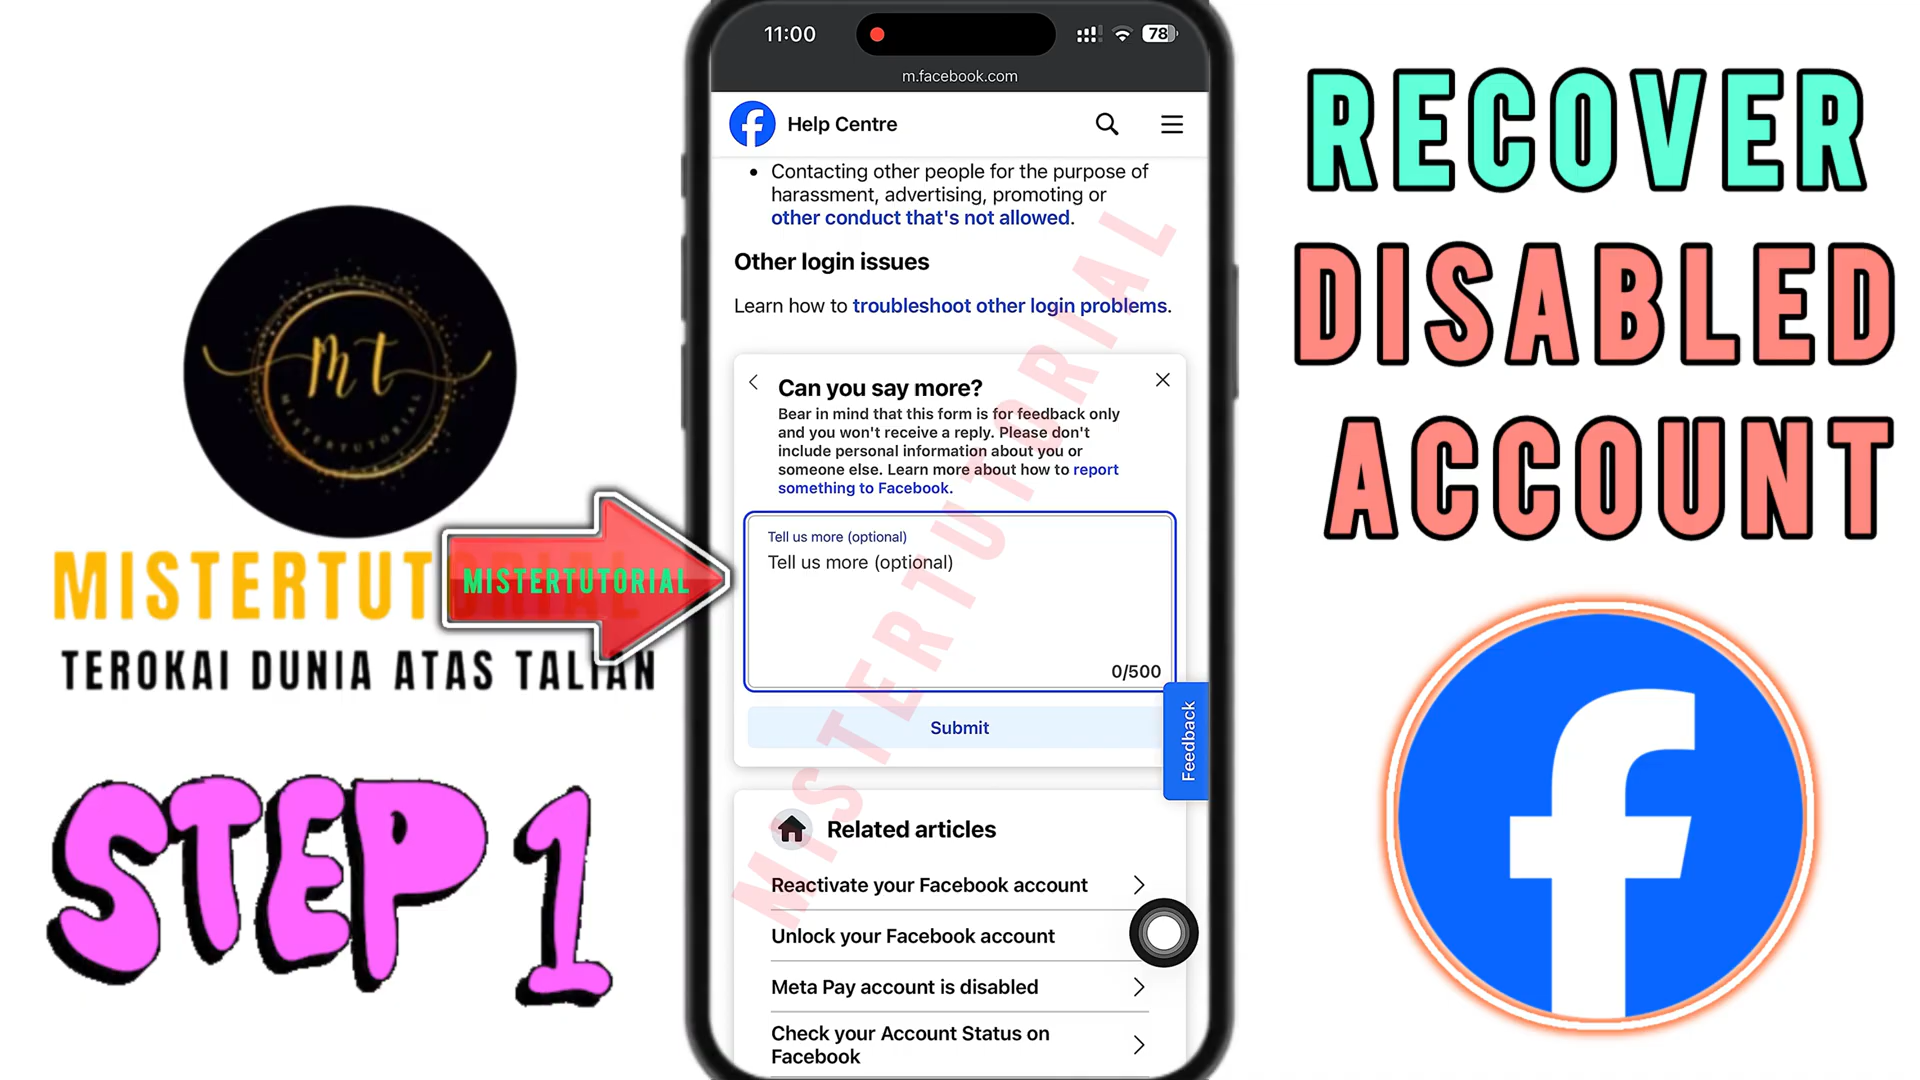 11:00
78
m.facebook.com
Help Centre
Contacting other people for the purpose of
harassment, advertising, promoting or
other conduct that's not allowed.
Other login issues
Learn how to troubleshoot other login problems.
Can you say more?
Bear in mind that this form is for feedback only
and you won't receive a reply. Please don't
include personal information about you or
someone else. Learn more about how to report
something to Facebook.
Tell us more (optional)
Tell us more (optional)
0/500
Submit
Feedback
Related articles
Reactivate your Facebook account
Unlock your Facebook account
Meta Pay account is disabled
Check your Account Status on
Facebook
MISTERTUTORIAL
Mt
MISTERTUTORIAL
MISTERTUTORIAL
MISTERTUTORIAL
TEROKAI DUNIA ATAS TALIAN
STEP 1
RECOVER
DISABLED
ACCOUNT